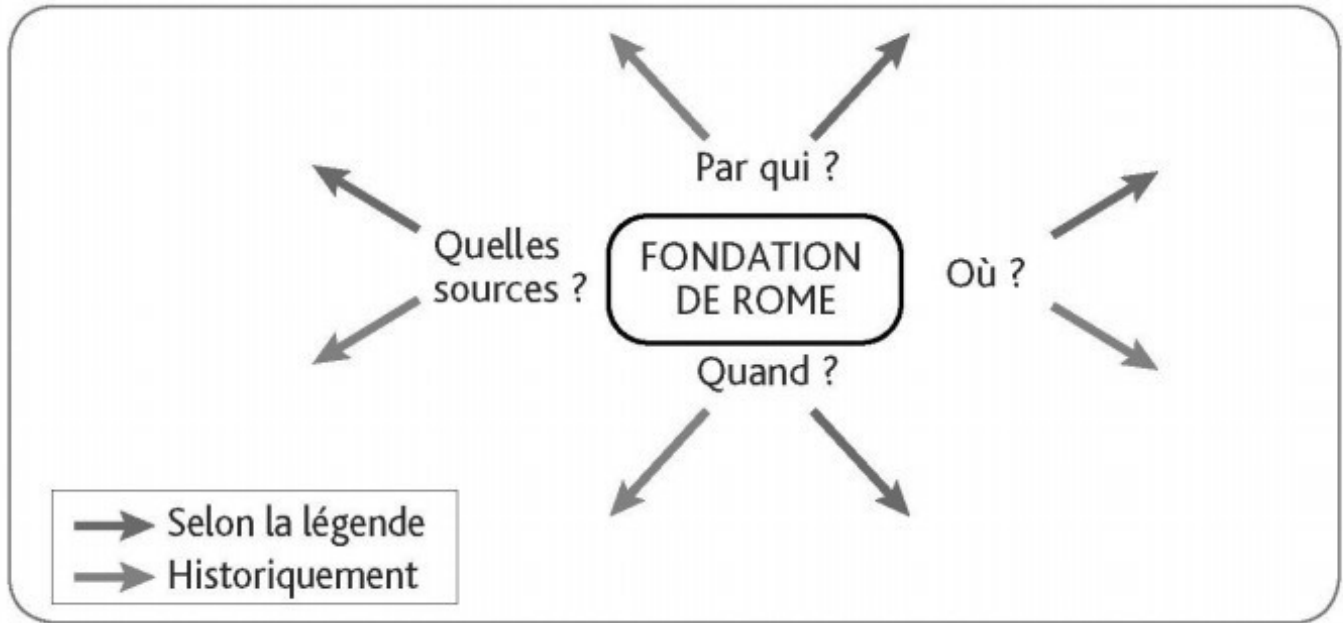 Par qui ?
Quelles
sources ?
FONDATION
DE ROME
Où ?
Quand ?
Selon la légende
Historiquement